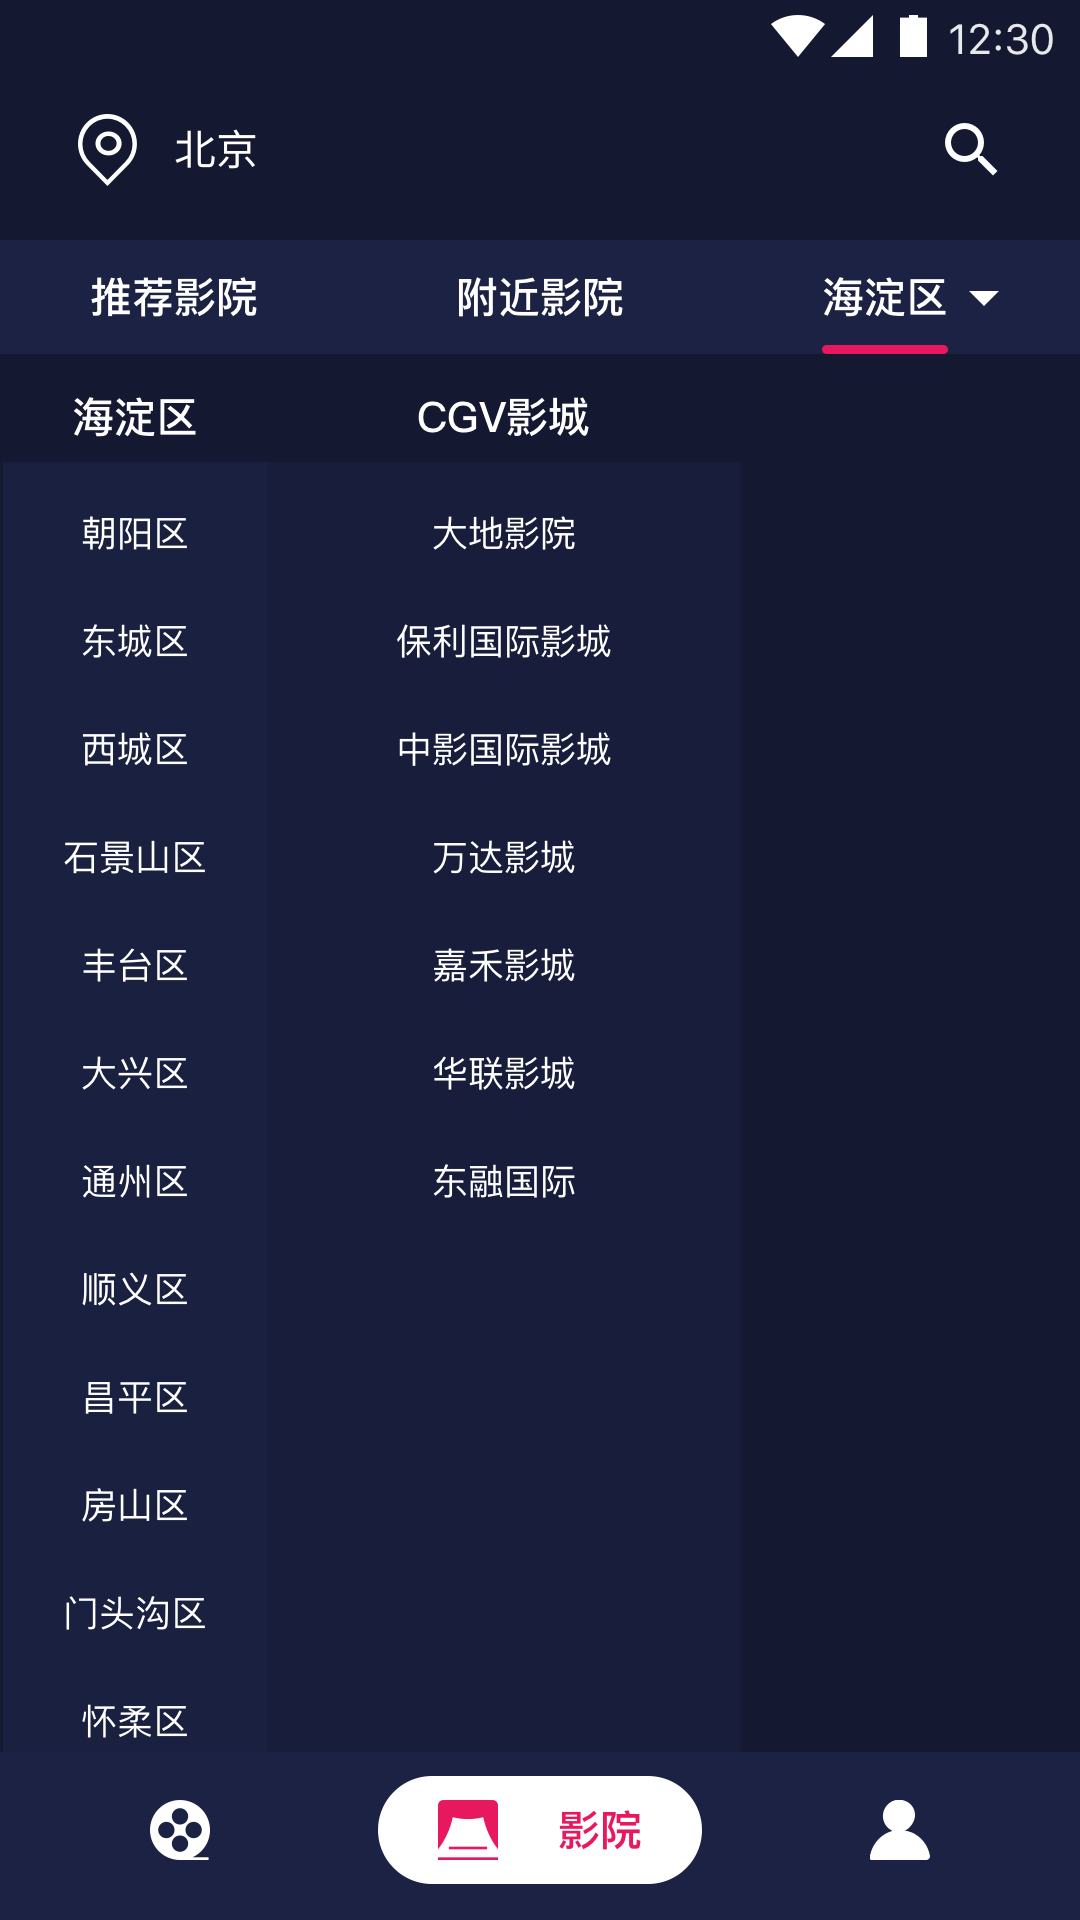 12:30
北京
推荐影院 附近影院 海淀区
海淀区 CGV影城
朝阳区 大地影院
东城区 保利国际影城
西城区 中影国际影城
石景山区 万达影城
丰台区 嘉禾影城
大兴区 华联影城
通州区 东融国际
顺义区
昌平区
房山区
门头沟区
怀柔区
影院